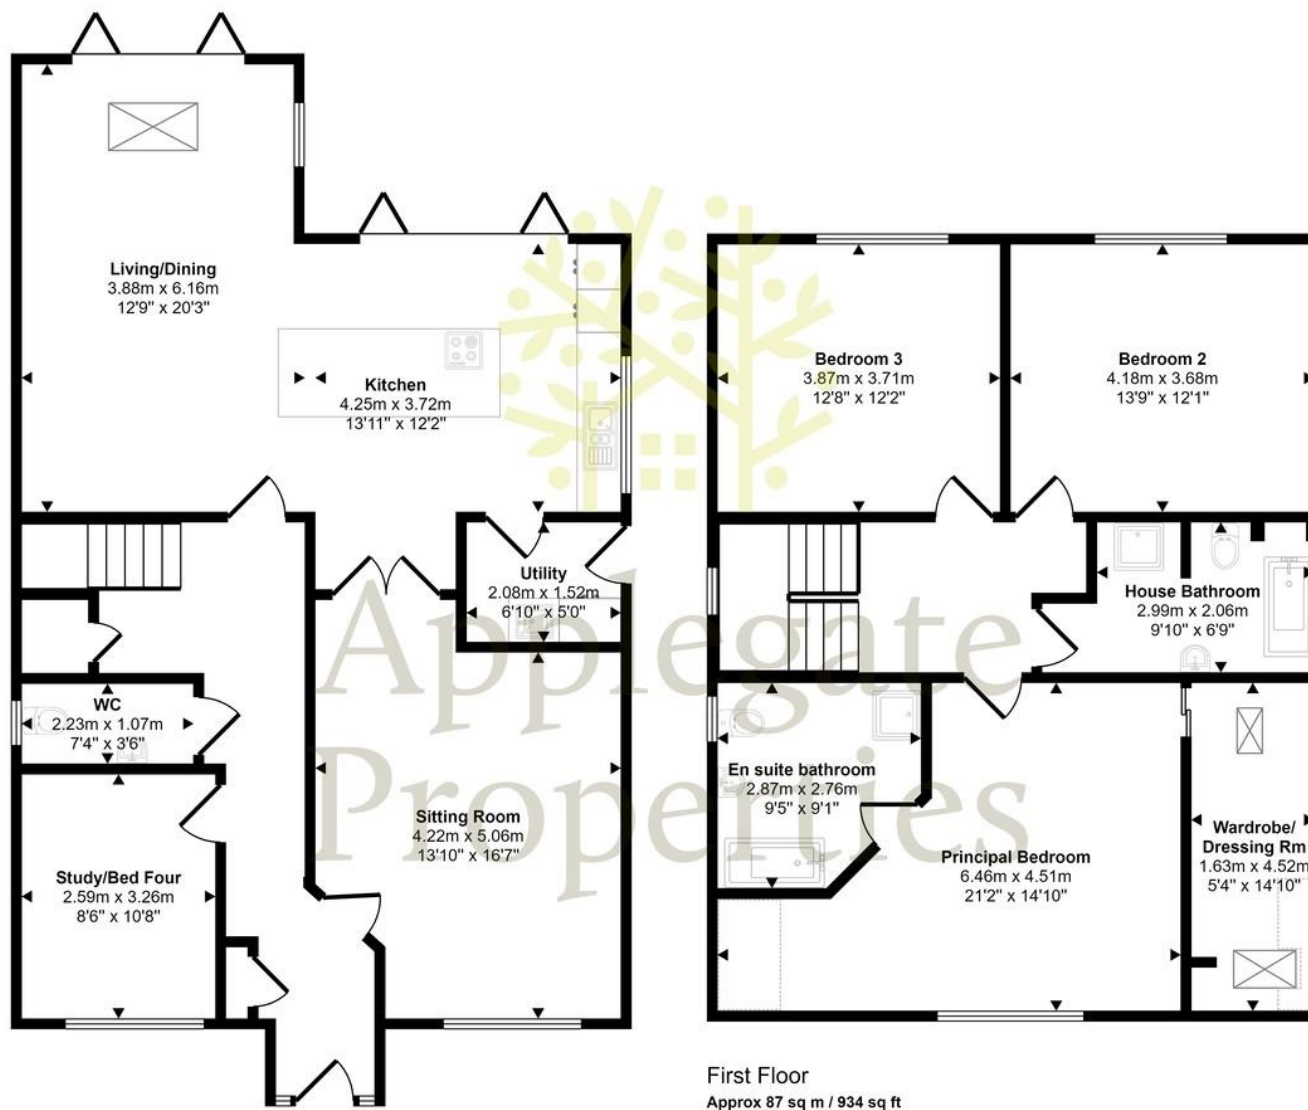 Living/Dining
3.88m x 6.16m
12'9" x 20'3"
Kitchen
4.25m x 3.72m
13'11" x 12'2"
Utility
2.08m x 1.52m
6'10" x 5'0"
WC
2.23m x 1.07m
7'4" x 3'6"
Sitting Room
4.22m x 5.06m
13'10" x 16'7"
Study/Bed Four
2.59m x 3.26m
8'6" x 10'8"
Bedroom 3
3.87m x 3.71m
12'8" x 12'2"
Bedroom 2
4.18m x 3.68m
13'9" x 12'1"
House Bathroom
2.99m x 2.06m
9'10" x 6'9"
En suite bathroom
2.87m x 2.76m
9'5" x 9'1"
Principal Bedroom
6.46m x 4.51m
21'2" x 14'10"
Wardrobe/
Dressing Rm
1.63m x 4.52m
5'4" x 14'10"
Applegate
Properties
First Floor
Approx 87 sq m / 934 sq ft